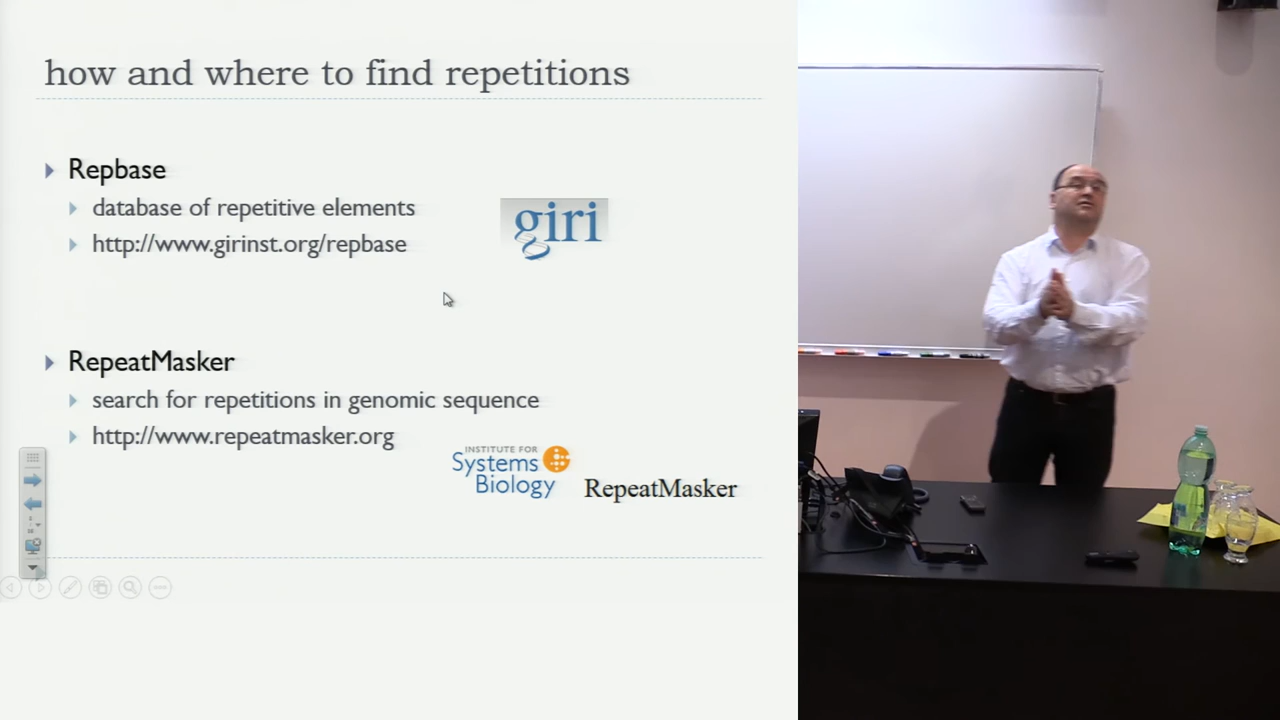 how and where to find repetitions
Repbase
database of repetitive elements
http://www.girinst.org/repbase
giri
RepeatMasker
search for repetitions in genomic sequence
http://www.repeatmasker.org
INSTITUTE FOR
Systems
Biology
RepeatMasker